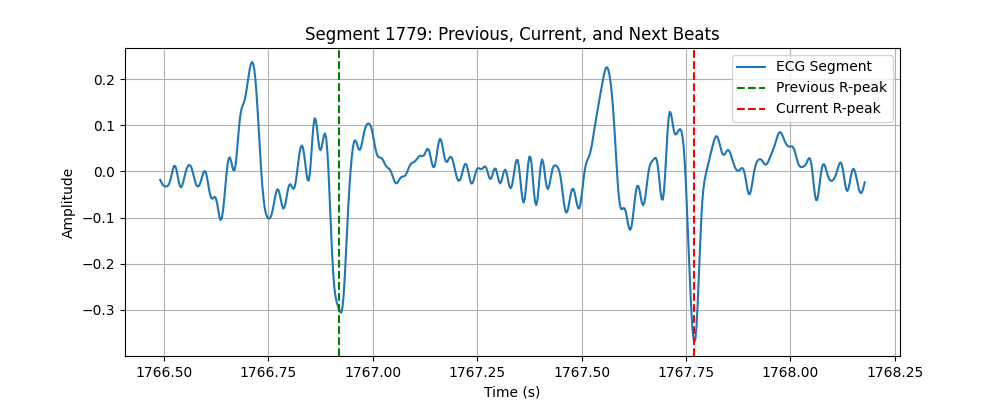 Segment 1779: Previous, Current, and Next Beats
ECG Segment
Previous R-peak
Current R-peak
Amplitude
0.2
0.1
0.0
−0.1
−0.2
−0.3
1766.50 1766.75 1767.00 1767.25 1767.50 1767.75 1768.00 1768.25
Time (s)